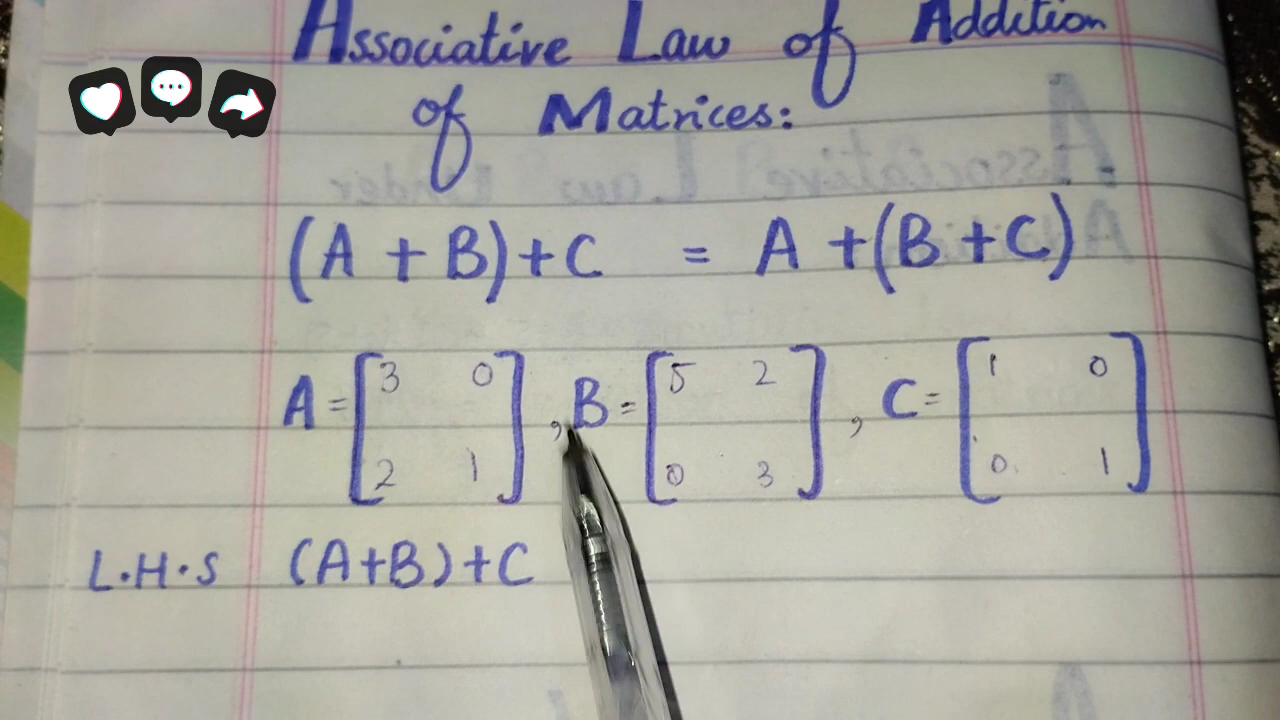 Associative Law of Addition
of Matrices:
(A + B) + C = A + (B + C)
A = [3 0 , B = [5 2 , C = [1 0
2 1] 0 3] 0 1]
L.H.S (A+B)+C